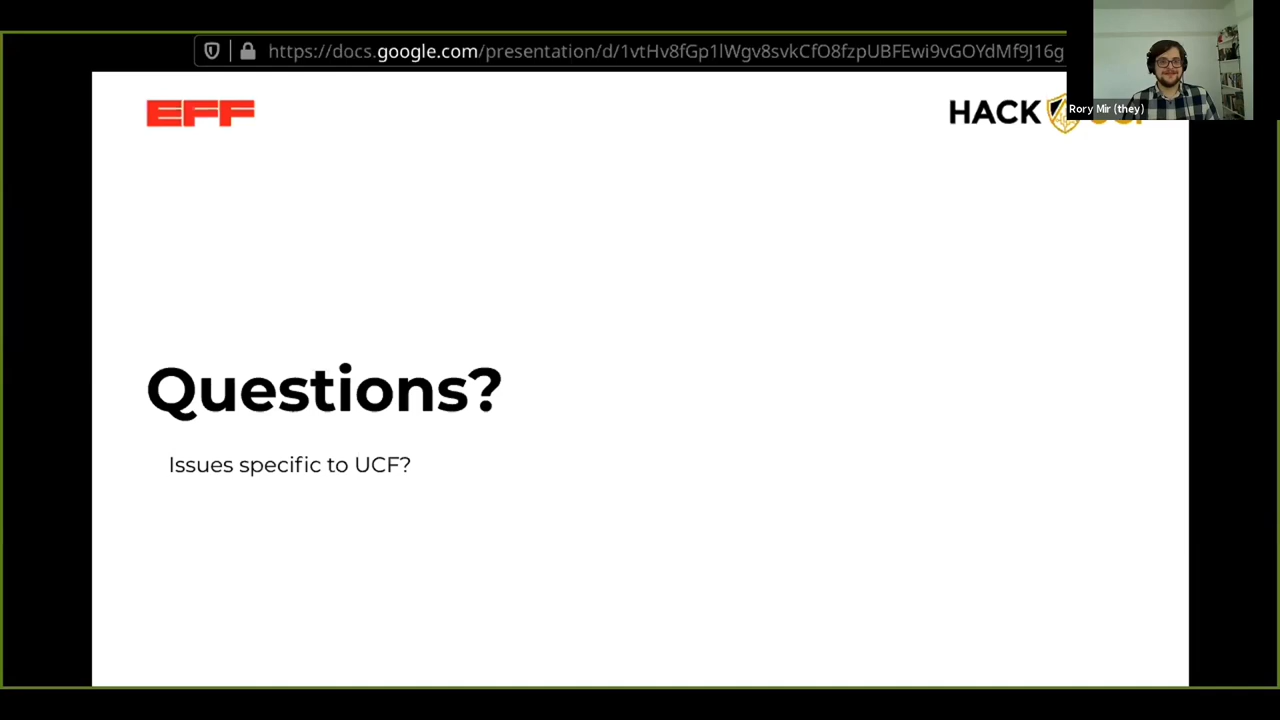 https://docs.google.com/presentation/d/1vtHv8fGp1lWgv8svkCfO8fzpUBFEwi9vGOYdMf9J16g
EFF
HACK
Rory Mir (they)
Questions?
Issues specific to UCF?